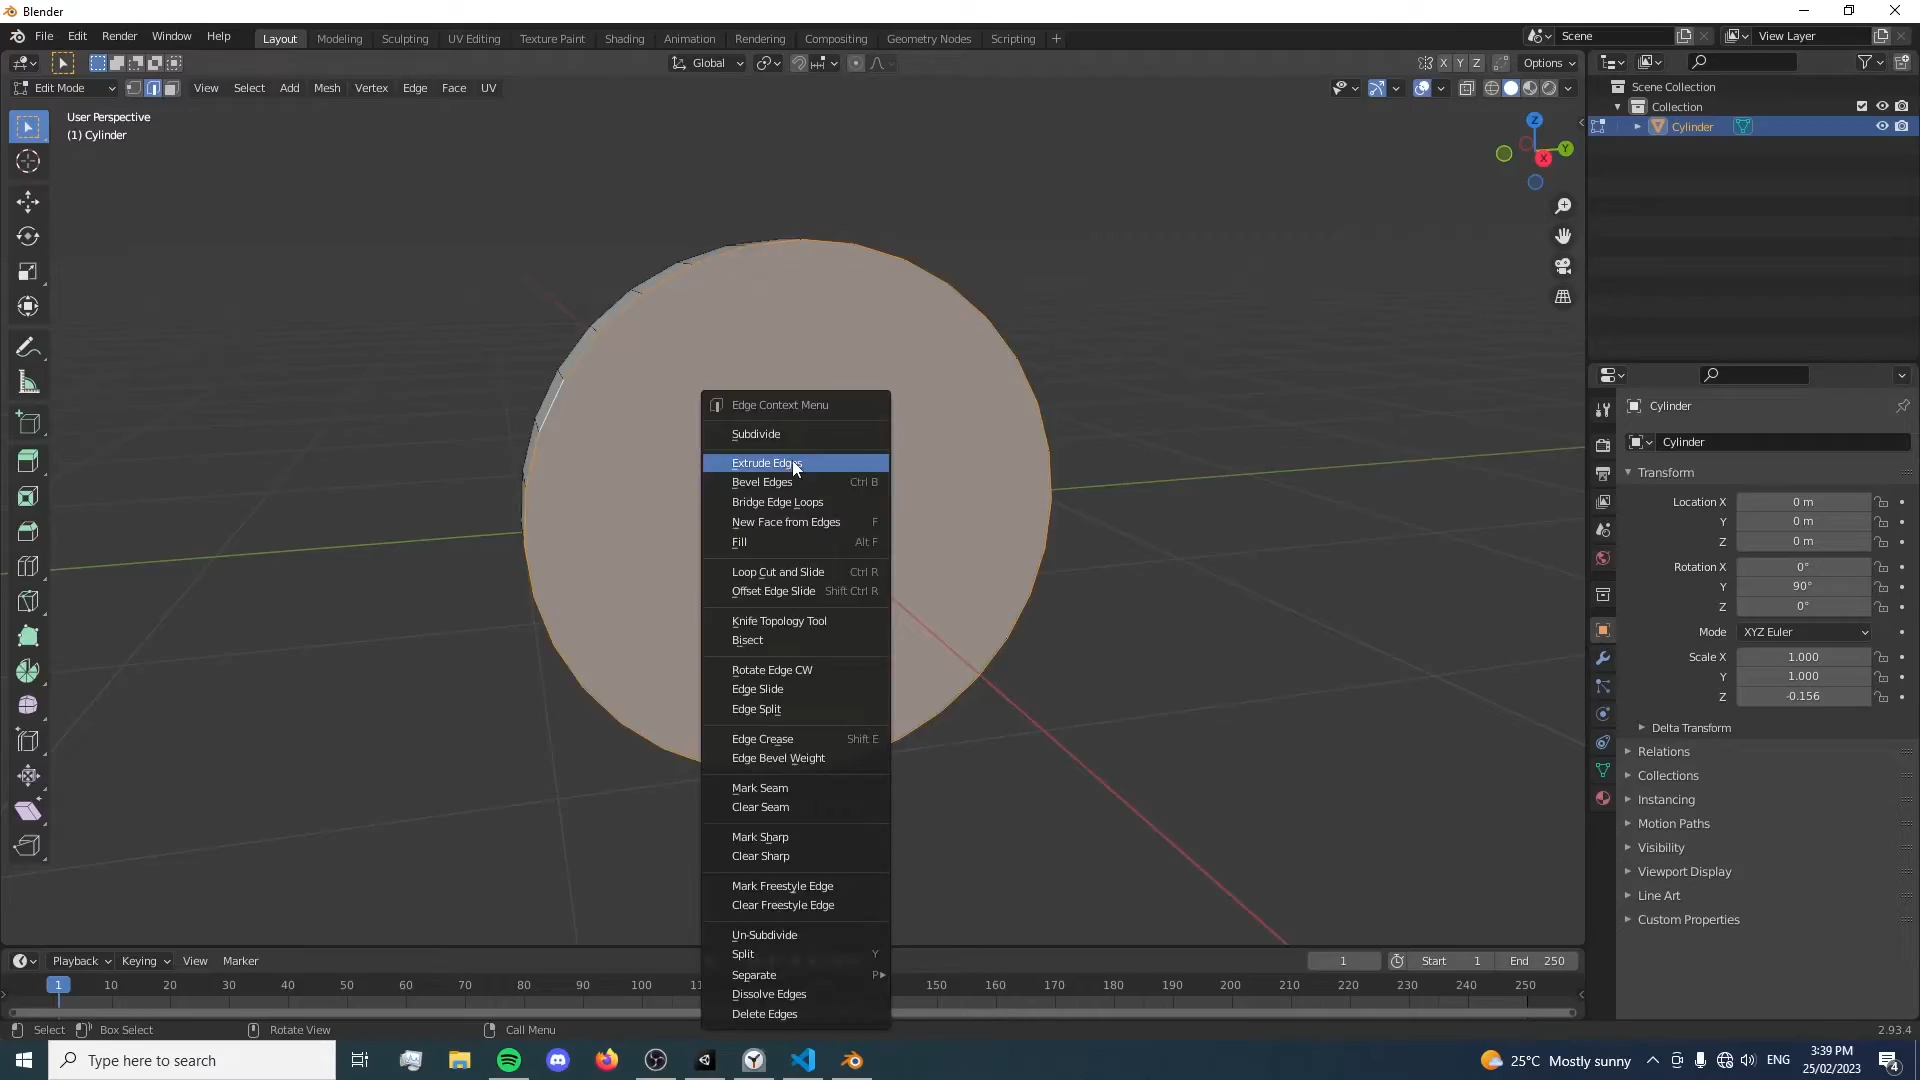 Blender
File Edit Render Window Help
Layout Modeling Sculpting UV Editing Texture Paint Shading Animation Rendering Compositing Geometry Nodes Scripting +
Scene
View Layer
Global
X Y Z
Options
Edit Mode
View Select Add Mesh Vertex Edge Face UV
User Perspective
(1) Cylinder
Z
Y
X
Scene Collection
Collection
Cylinder
Edge Context Menu
Subdivide
Extrude Edges
Bevel Edges Ctrl B
Bridge Edge Loops
New Face from Edges F
Fill Alt F
Loop Cut and Slide Ctrl R
Offset Edge Slide Shift Ctrl R
Knife Topology Tool
Bisect
Rotate Edge CW
Edge Slide
Edge Split
Edge Crease Shift E
Edge Bevel Weight
Mark Seam
Clear Seam
Mark Sharp
Clear Sharp
Mark Freestyle Edge
Clear Freestyle Edge
Un-Subdivide
Split Y
Separate P
Dissolve Edges
Delete Edges
Cylinder
Cylinder
Transform
Location X 0 m
Y 0 m
Z 0 m
Rotation X 0°
Y 90°
Z 0°
Mode XYZ Euler
Scale X 1.000
Y 1.000
Z -0.156
Delta Transform
Relations
Collections
Instancing
Motion Paths
Visibility
Viewport Display
Line Art
Custom Properties
Playback Keying View Marker
1 Start 1 End 250
1 10 20 30 40 50 60 70 80 90 100 150 160 170 180 190 200 210 220 230 240 250
Select Box Select Rotate View Call Menu
2.93.4
Type here to search
25°C Mostly sunny
ENG
3:39 PM
25/02/2023
4